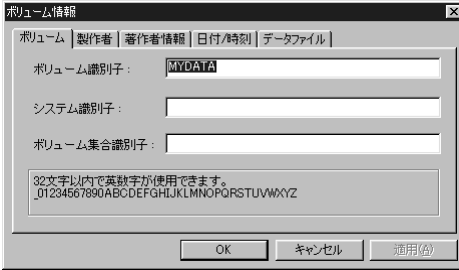 ボリューム情報
ボリューム 製作者 著作者情報 日付/時刻 データファイル
ボリューム識別子： MYDATA
システム識別子：
ボリューム集合識別子：
32文字以内で英数字が使用できます。
_01234567890ABCDEFGHIJKLMNOPQRSTUVWXYZ
OK キャンセル 適用(A)